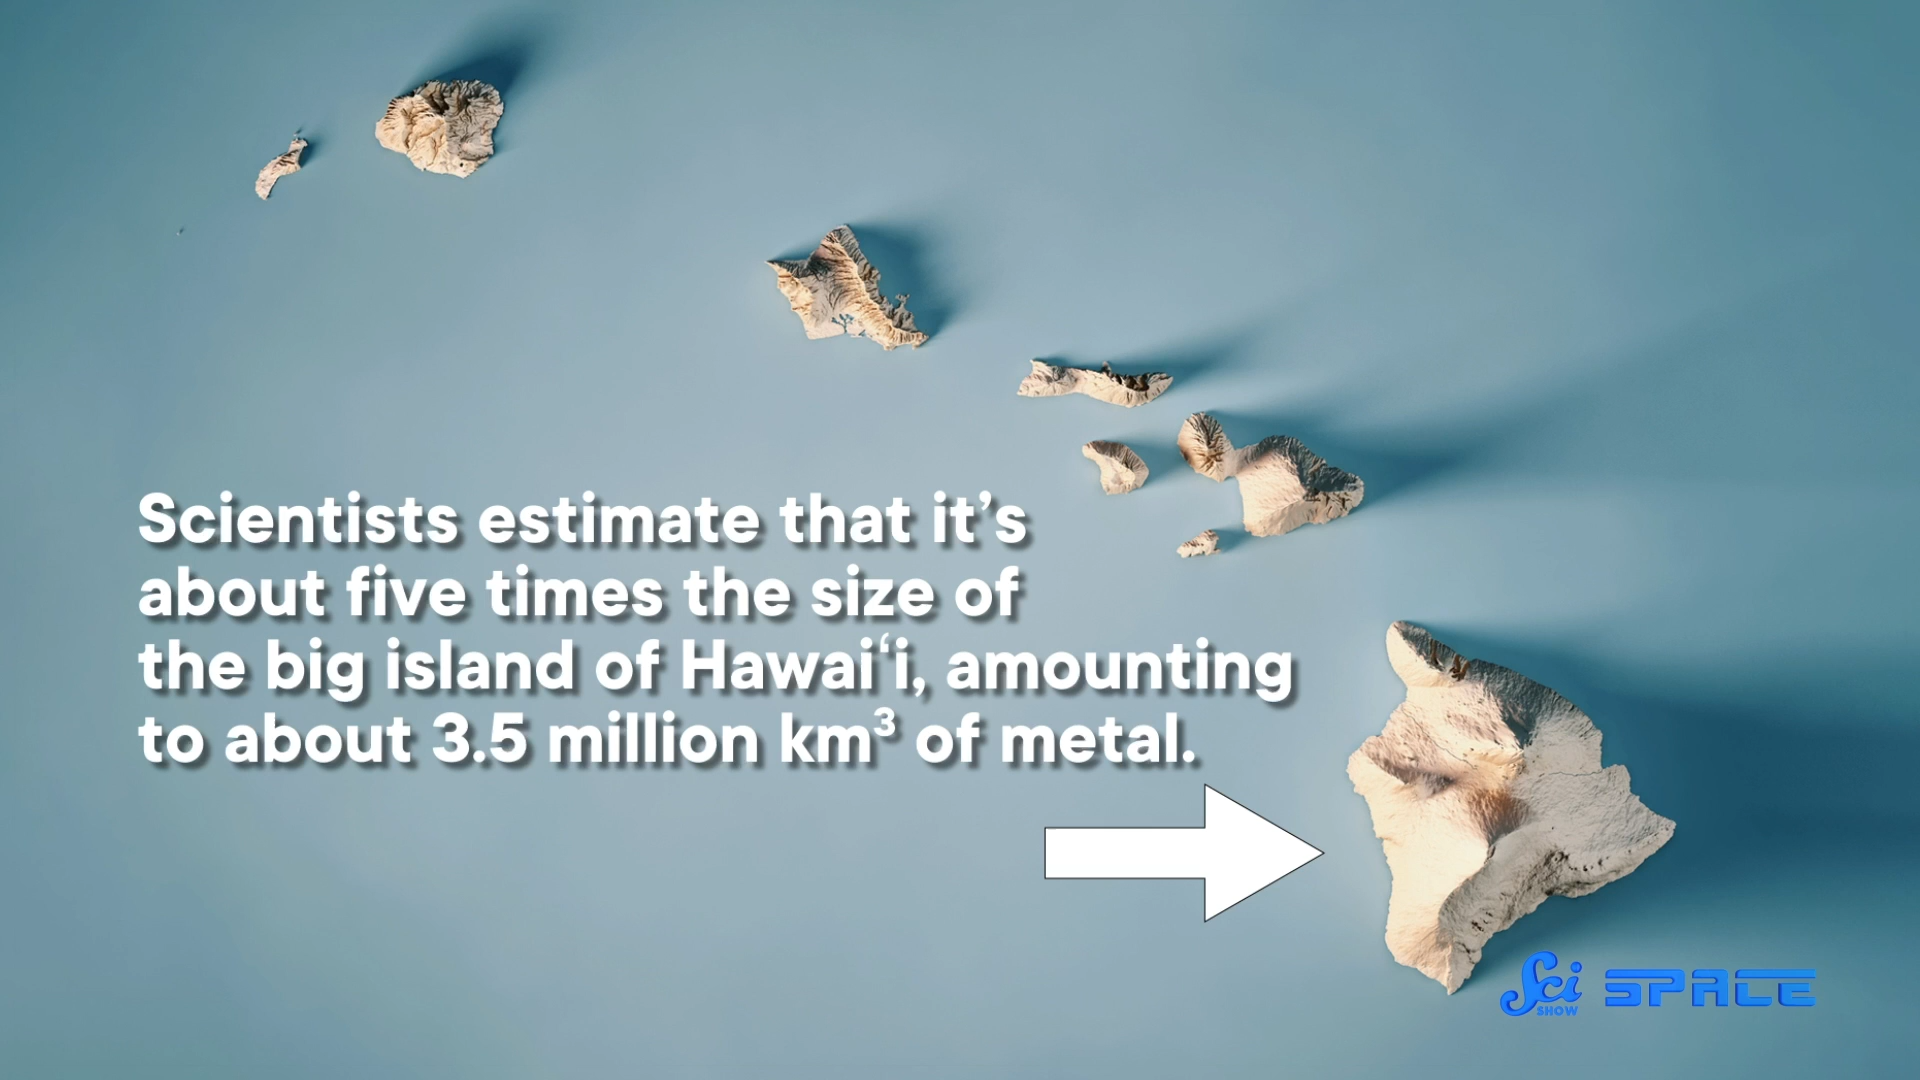 Scientists estimate that it’s
about five times the size of
the big island of Hawaiʻi, amounting
to about 3.5 million km³ of metal.
Sci
SHOW
SPACE